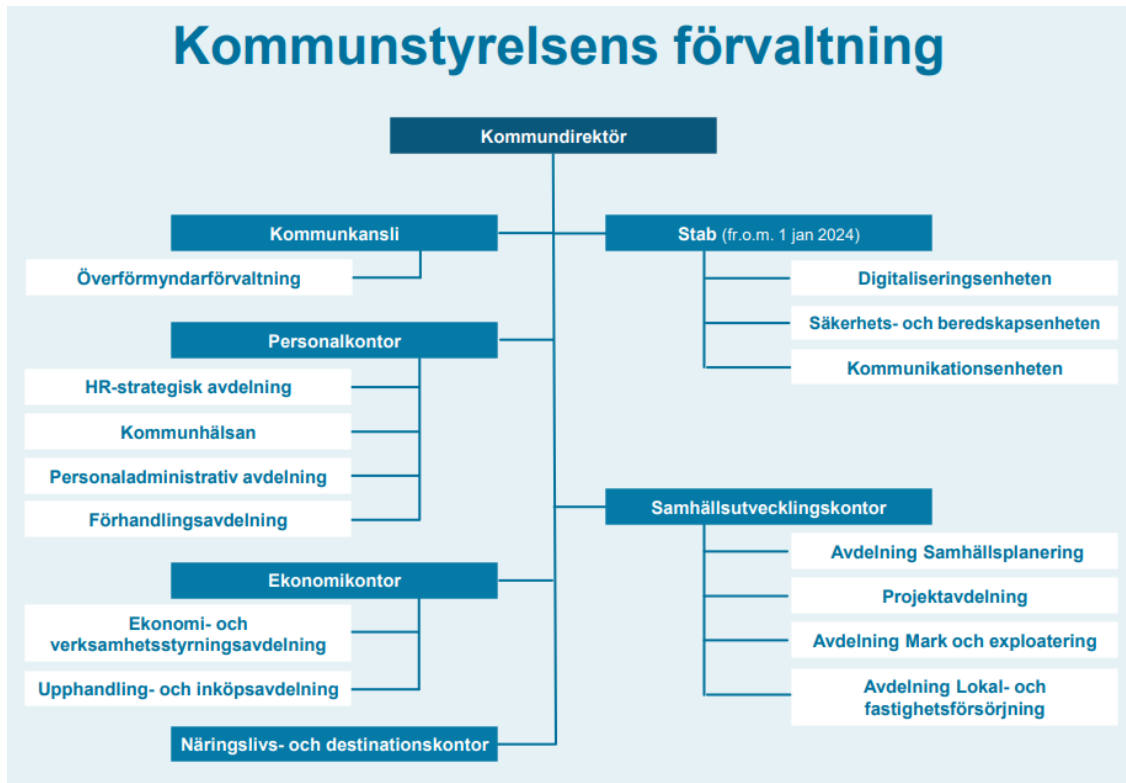 Kommunstyrelsens förvaltning
Kommundirektör
Kommunkansli
Överförmyndarförvaltning
Personalkontor
HR-strategisk avdelning
Kommunhälsan
Personaladministrativ avdelning
Förhandlingsavdelning
Ekonomikontor
Ekonomi- och
verksamhetsstyrningsavdelning
Upphandling- och inköpsavdelning
Näringslivs- och destinationskontor
Stab (fr.o.m. 1 jan 2024)
Digitaliseringsenheten
Säkerhets- och beredskapsenheten
Kommunikationsenheten
Samhällsutvecklingskontor
Avdelning Samhällsplanering
Projektavdelning
Avdelning Mark och exploatering
Avdelning Lokal- och
fastighetsförsörjning